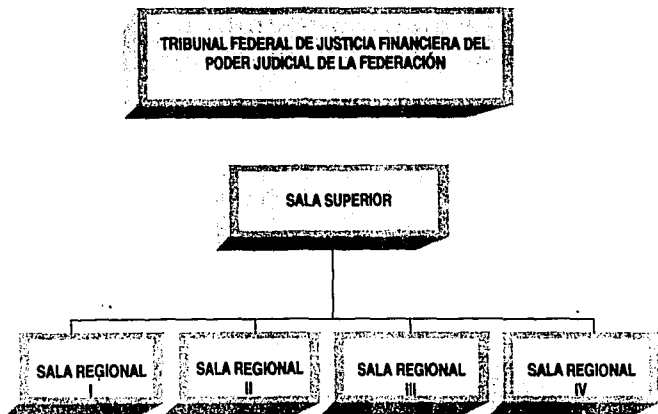 TRIBUNAL FEDERAL DE JUSTICIA FINANCIERA DEL
PODER JUDICIAL DE LA FEDERACIÓN
SALA SUPERIOR
SALA REGIONAL
I
SALA REGIONAL
II
SALA REGIONAL
III
SALA REGIONAL
IV